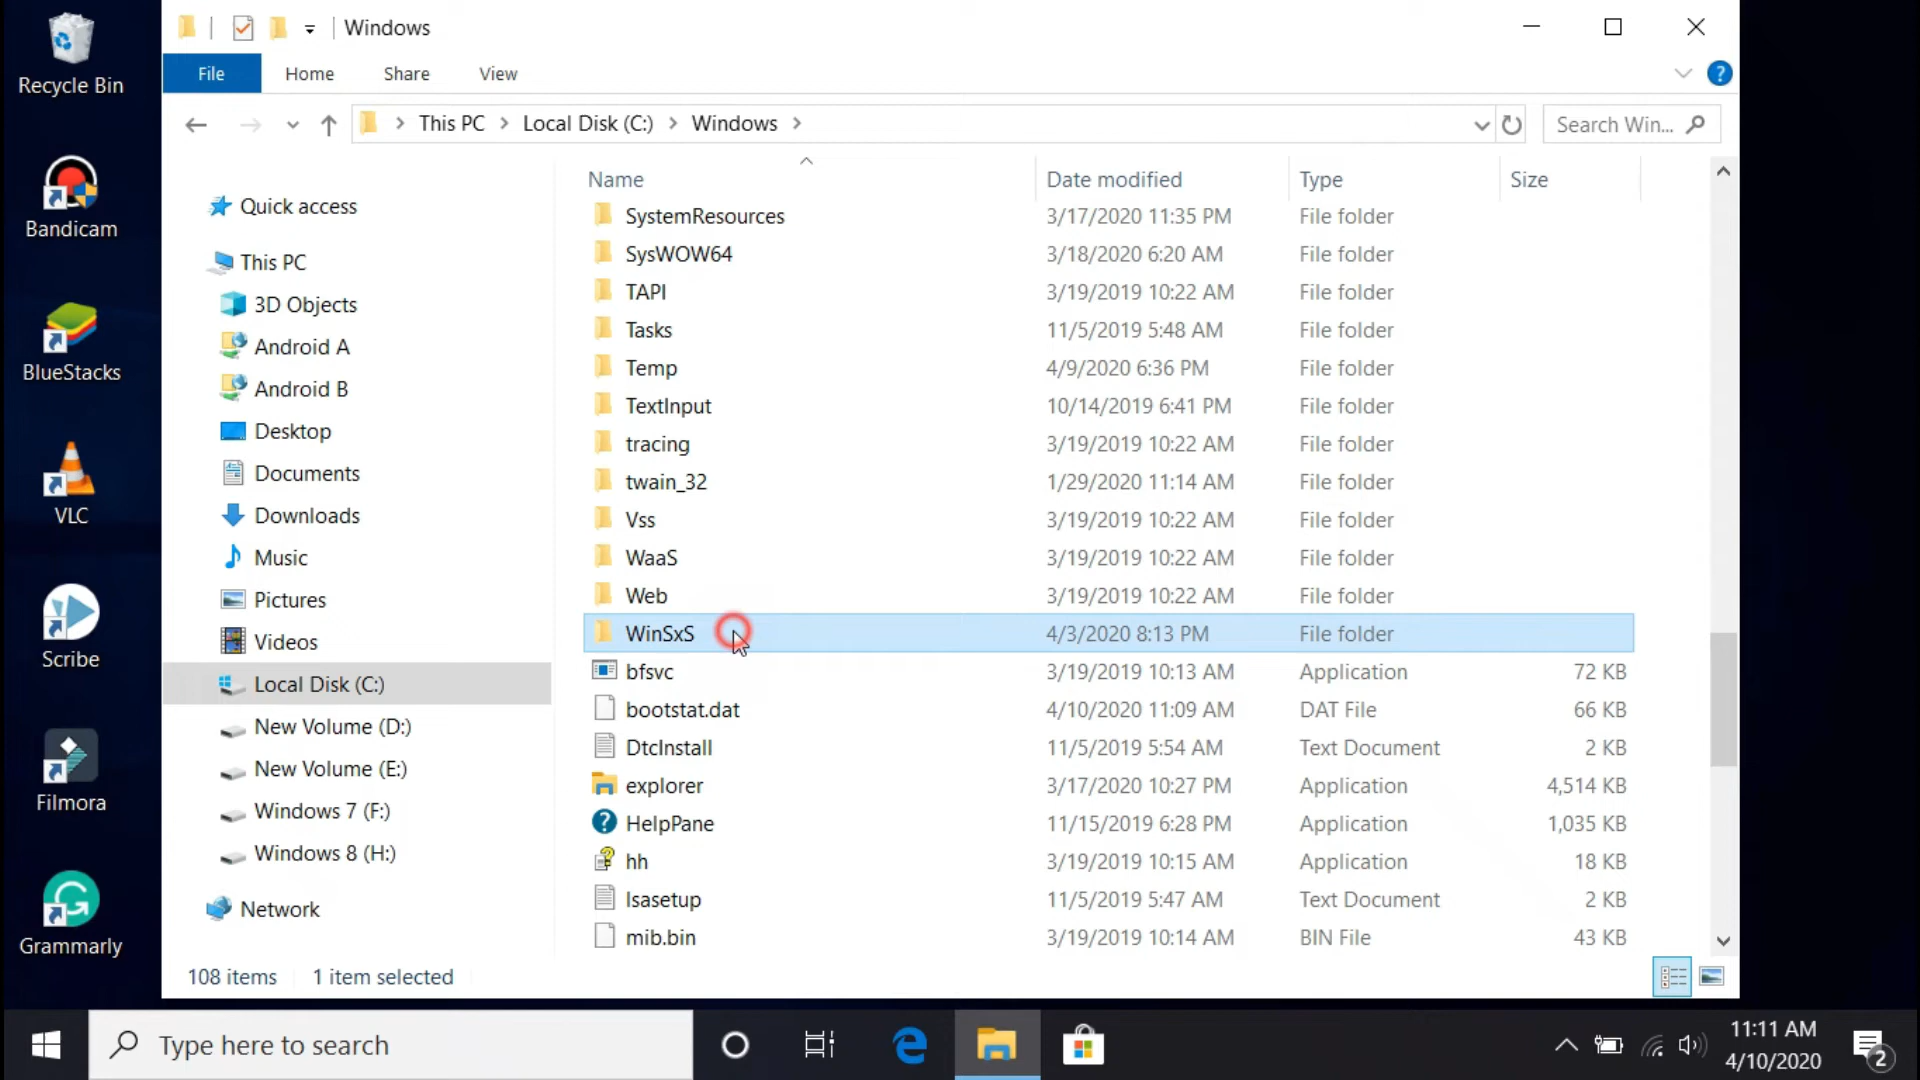 Recycle Bin
Bandicam
BlueStacks
VLC
Scribe
Filmora
Grammarly
Windows
File Home Share View
This PC Local Disk (C:) Windows
Search Win...
Quick access
This PC
3D Objects
Android A
Android B
Desktop
Documents
Downloads
Music
Pictures
Videos
Local Disk (C:)
New Volume (D:)
New Volume (E:)
Windows 7 (F:)
Windows 8 (H:)
Network
Name Date modified Type Size
SystemResources 3/17/2020 11:35 PM File folder
SysWOW64 3/18/2020 6:20 AM File folder
TAPI 3/19/2019 10:22 AM File folder
Tasks 11/5/2019 5:48 AM File folder
Temp 4/9/2020 6:36 PM File folder
TextInput 10/14/2019 6:41 PM File folder
tracing 3/19/2019 10:22 AM File folder
twain_32 1/29/2020 11:14 AM File folder
Vss 3/19/2019 10:22 AM File folder
WaaS 3/19/2019 10:22 AM File folder
Web 3/19/2019 10:22 AM File folder
WinSxS 4/3/2020 8:13 PM File folder
bfsvc 3/19/2019 10:13 AM Application 72 KB
bootstat.dat 4/10/2020 11:09 AM DAT File 66 KB
DtcInstall 11/5/2019 5:54 AM Text Document 2 KB
explorer 3/17/2020 10:27 PM Application 4,514 KB
HelpPane 11/15/2019 6:28 PM Application 1,035 KB
hh 3/19/2019 10:15 AM Application 18 KB
lsasetup 11/5/2019 5:47 AM Text Document 2 KB
mib.bin 3/19/2019 10:14 AM BIN File 43 KB
108 items 1 item selected
Type here to search
11:11 AM
4/10/2020
2